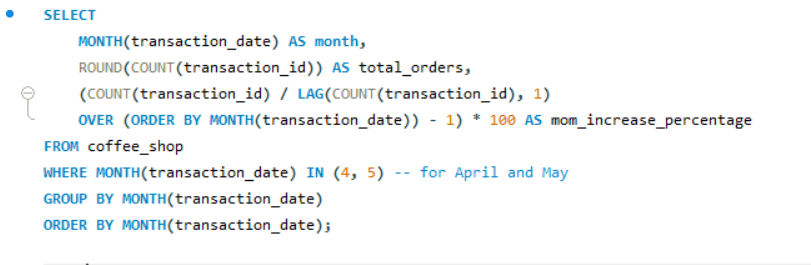 SELECT
MONTH(transaction_date) AS month,
ROUND(COUNT(transaction_id)) AS total_orders,
(COUNT(transaction_id) / LAG(COUNT(transaction_id), 1)
OVER (ORDER BY MONTH(transaction_date)) - 1) * 100 AS mom_increase_percentage
FROM coffee_shop
WHERE MONTH(transaction_date) IN (4, 5) -- for April and May
GROUP BY MONTH(transaction_date)
ORDER BY MONTH(transaction_date);